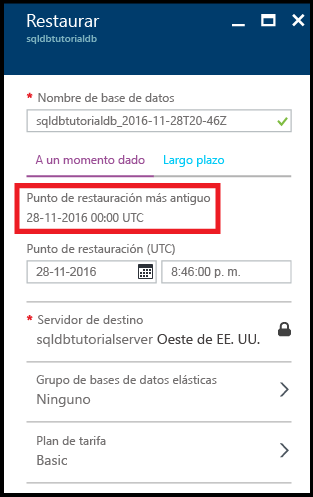 Restaurar
sqldbtutorialdb
* Nombre de base de datos
sqldbtutorialdb_2016-11-28T20-46Z
A un momento dado Largo plazo
Punto de restauración más antiguo
28-11-2016 00:00 UTC
Punto de restauración (UTC)
28-11-2016 8:46:00 p. m.
* Servidor de destino
sqldbtutorialserver Oeste de EE. UU.
Grupo de bases de datos elásticas
Ninguno
Plan de tarifa
Basic